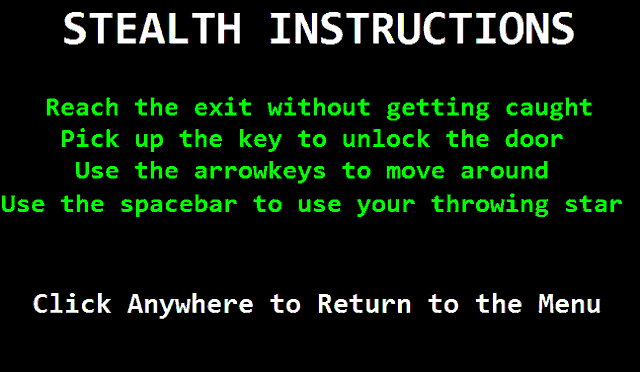 STEALTH INSTRUCTIONS
Reach the exit without getting caught
Pick up the key to unlock the door
Use the arrowkeys to move around
Use the spacebar to use your throwing star
Click Anywhere to Return to the Menu